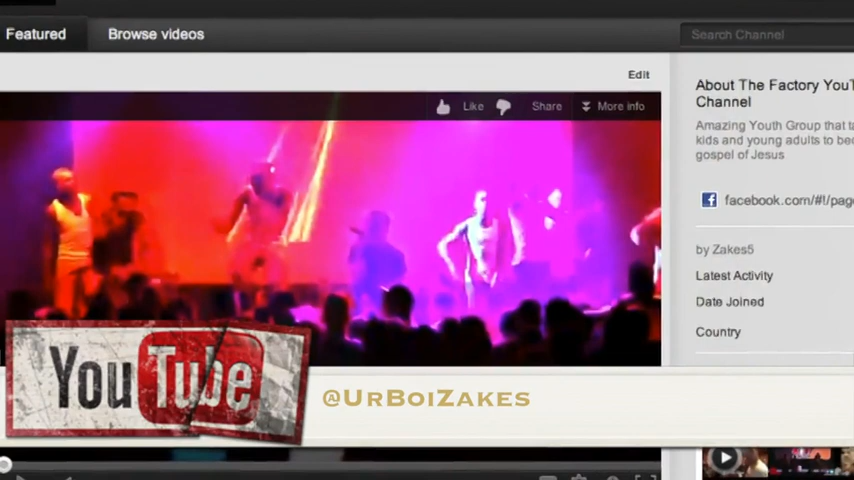 Featured
Browse videos
Search Channel
Edit
Like
Share
More info
About The Factory YouT
Channel
Amazing Youth Group that ta
kids and young adults to bec
gospel of Jesus
facebook.com/#!/page
by Zakes5
Latest Activity
Date Joined
Country
YouTube
@UrBoiZakes